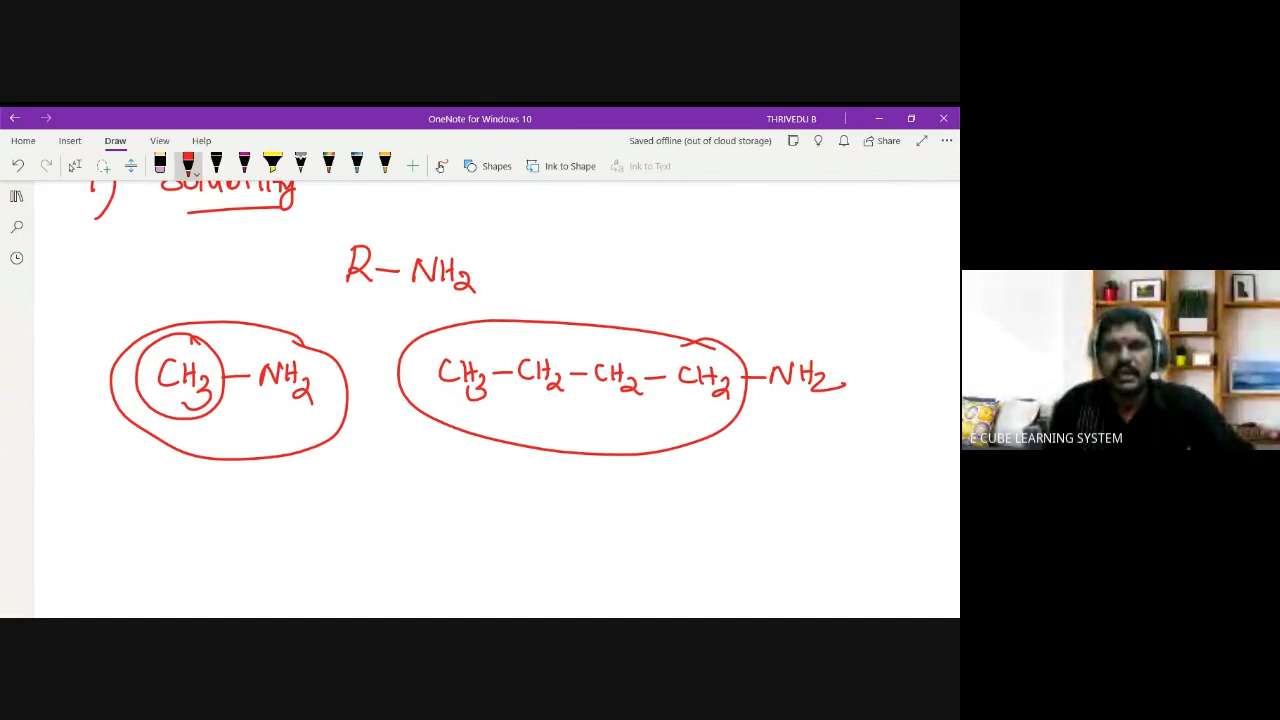 OneNote for Windows 10
THRIVEDU B
Home Insert Draw View Help
Saved offline (out of cloud storage)
Share
Shapes
Ink to Shape
Ink to Text
1) Solubility
R-NH2
CH3-NH2
CH3-CH2-CH2-CH2-NH2
E CUBE LEARNING SYSTEM